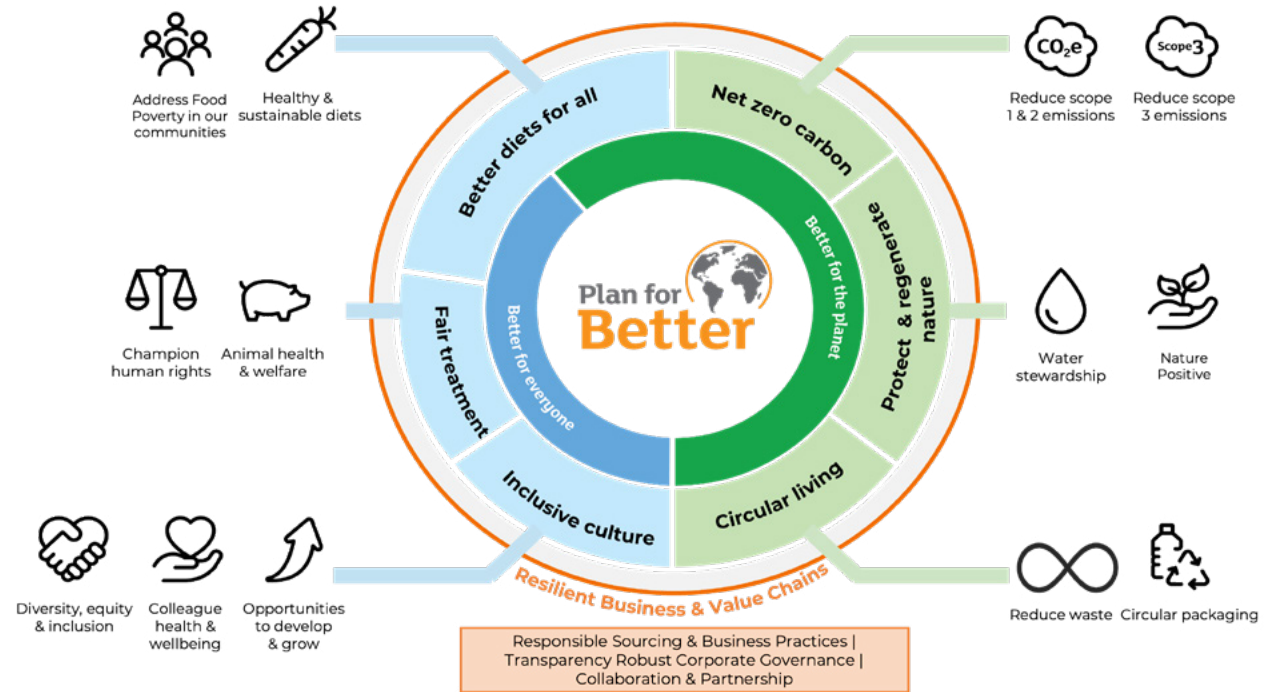 Address Food
Poverty in our
communities
Healthy &
sustainable diets
Champion
human rights
Animal health
& welfare
Diversity, equity
& inclusion
Colleague
health &
wellbeing
Opportunities
to develop
& grow
Better diets for all
Fair treatment
Inclusive culture
Better for everyone
Plan for
Better
Better for the planet
Net zero carbon
Protect & regenerate
nature
Circular living
Resilient Business & Value Chains
Responsible Sourcing & Business Practices |
Transparency Robust Corporate Governance |
Collaboration & Partnership
CO₂e
Reduce scope
1 & 2 emissions
Scope3
Reduce scope
3 emissions
Water
stewardship
Nature
Positive
Reduce waste
Circular packaging